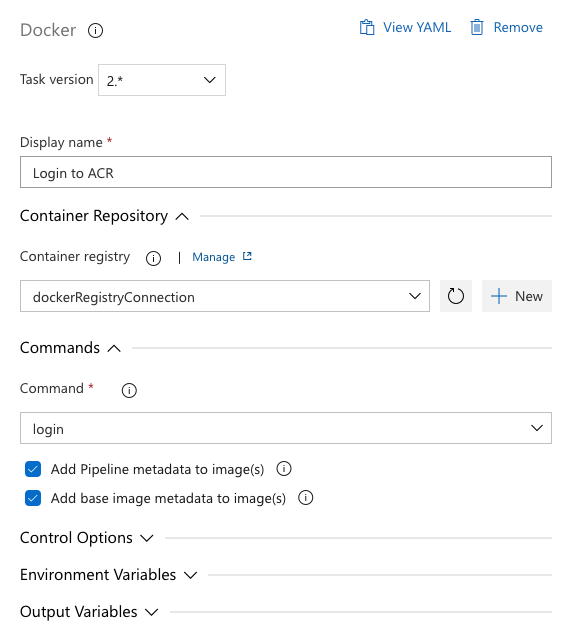 Docker
View YAML
Remove
Task version 2.*
Display name *
Login to ACR
Container Repository
Container registry | Manage
dockerRegistryConnection
New
Commands
Command *
login
Add Pipeline metadata to image(s)
Add base image metadata to image(s)
Control Options
Environment Variables
Output Variables